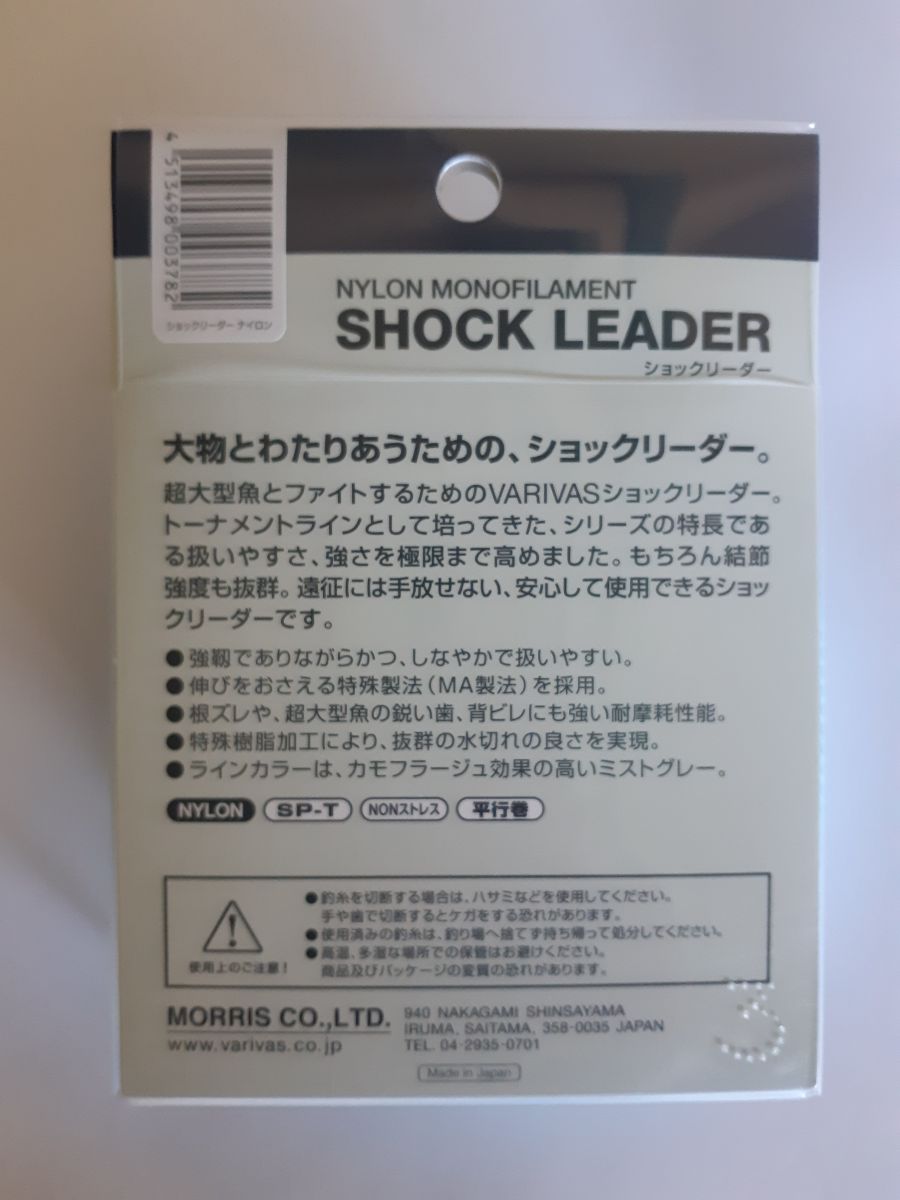 4 513498 003782
ショックリーダー ナイロン
NYLON MONOFILAMENT
SHOCK LEADER
ショックリーダー
大物とわたりあうための、ショックリーダー。
超大型魚とファイトするためのVARIVASショックリーダー。
トーナメントラインとして培ってきた、シリーズの特長であ
る扱いやすさ、強さを極限まで高めました。もちろん結節
強度も抜群。遠征には手放せない、安心して使用できるショッ
クリーダーです。
●強靱でありながらかつ、しなやかで扱いやすい。
●伸びをおさえる特殊製法（MA製法）を採用。
●根ズレや、超大型魚の鋭い歯、背ビレにも強い耐摩耗性能。
●特殊樹脂加工により、抜群の水切れの良さを実現。
●ラインカラーは、カモフラージュ効果の高いミストグレー。
NYLON SP-T NONストレス 平行巻
●釣糸を切断する場合は、ハサミなどを使用してください。
手や歯で切断するとケガをする恐れがあります。
●使用済みの釣糸は、釣り場へ捨てず持ち帰って処分してください。
●高温、多湿な場所での保管はお避けください。
商品及びパッケージの変質の恐れがあります。
使用上のご注意！
MORRIS CO.,LTD.
www.varivas.co.jp
940 NAKAGAMI SHINSAYAMA
IRUMA, SAITAMA, 358-0035 JAPAN
TEL. 04-2935-0701
Made in Japan
3